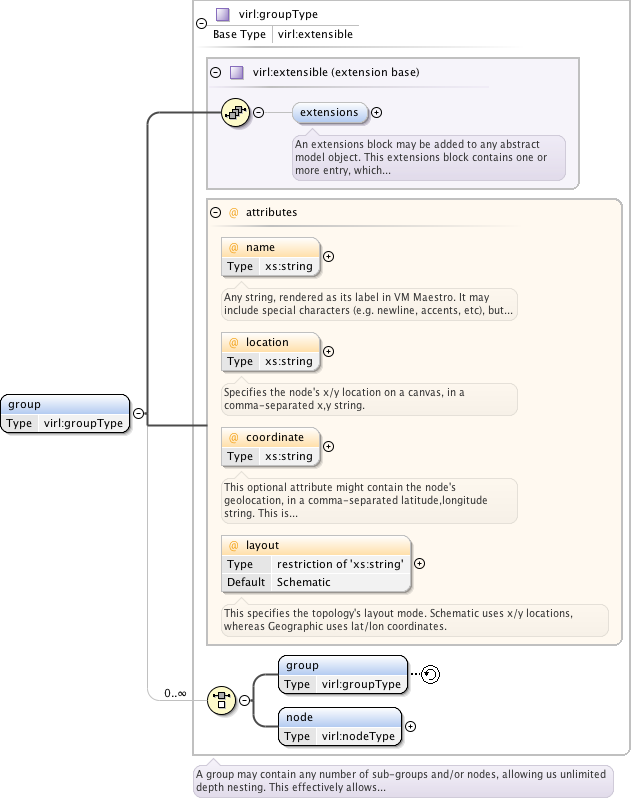 virl:groupType
Base Type virl:extensible
virl:extensible (extension base)
extensions
An extensions block may be added to any abstract
model object. This extensions block contains one or
more entry, which...
@ attributes
@ name
Type xs:string
Any string, rendered as its label in VM Maestro. It may
include special characters (e.g. newline, accents, etc), but...
@ location
Type xs:string
Specifies the node's x/y location on a canvas, in a
comma-separated x,y string.
group
Type virl:groupType
@ coordinate
Type xs:string
This optional attribute might contain the node's
geolocation, in a comma-separated latitude,longitude
string. This is...
@ layout
Type restriction of 'xs:string'
Default Schematic
This specifies the topology's layout mode. Schematic uses x/y locations,
whereas Geographic uses lat/lon coordinates.
group
Type virl:groupType
0..∞
node
Type virl:nodeType
A group may contain any number of sub-groups and/or nodes, allowing us unlimited
depth nesting. This effectively allows...